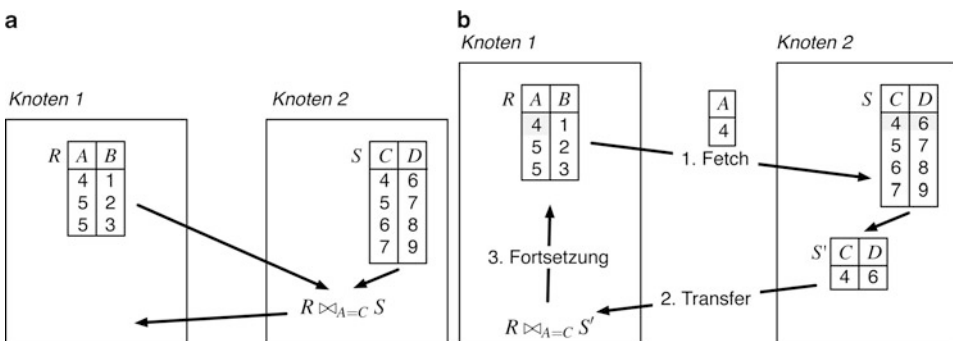 a
Knoten 1
Knoten 2
R A B
4 1
5 2
5 3
S C D
4 6
5 7
6 8
7 9
R ⋈A=C S
b
Knoten 1
Knoten 2
R A B
4 1
5 2
5 3
A
4
1. Fetch
S C D
4 6
5 7
6 8
7 9
3. Fortsetzung
S' C D
4 6
2. Transfer
R ⋈A=C S'